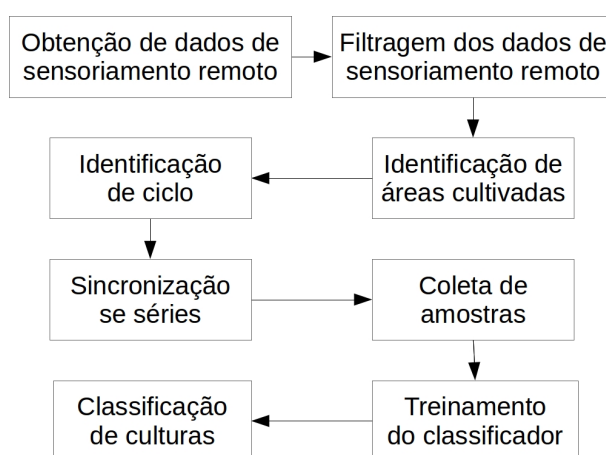 Obtenção de dados de
sensoriamento remoto
Filtragem dos dados de
sensoriamento remoto
Identificação de
áreas cultivadas
Identificação
de ciclo
Sincronização
se séries
Coleta de
amostras
Treinamento
do classificador
Classificação
de culturas